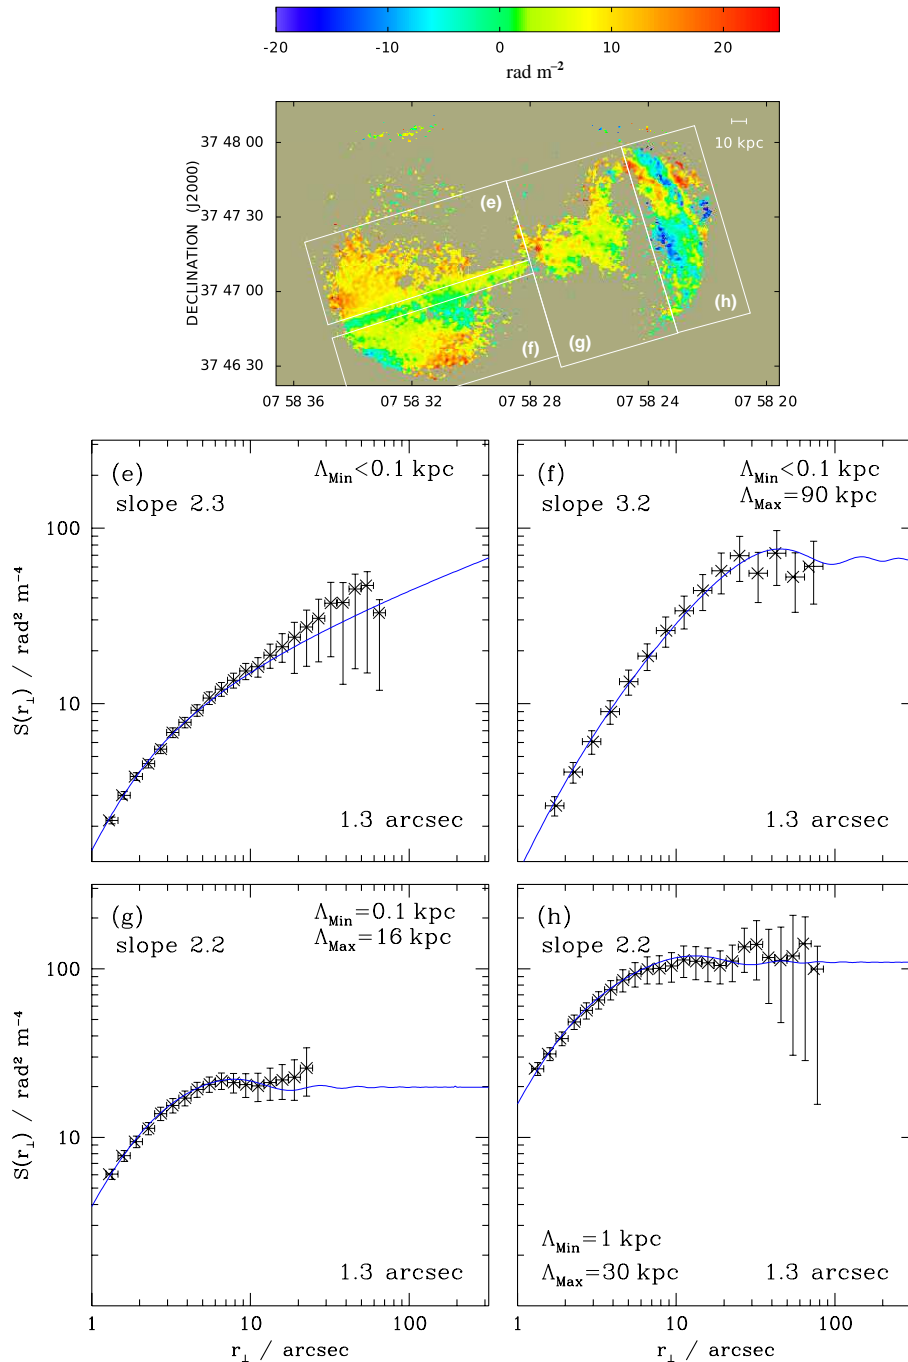 -20 -10 0 10 20
rad m⁻²
37 48 00
37 47 30
37 47 00
37 46 30
DECLINATION (J2000)
10 kpc
(e)
(f)
(g)
(h)
07 58 36 07 58 32 07 58 28 07 58 24 07 58 20
(e)
slope 2.3
Λ_Min<0.1 kpc
1.3 arcsec
(f)
slope 3.2
Λ_Min<0.1 kpc
Λ_Max=90 kpc
1.3 arcsec
100
10
S(r⊥) / rad² m⁻⁴
(g)
slope 2.2
Λ_Min=0.1 kpc
Λ_Max=16 kpc
1.3 arcsec
(h)
slope 2.2
Λ_Min=1 kpc
Λ_Max=30 kpc
1.3 arcsec
100
10
S(r⊥) / rad² m⁻⁴
1 10 100
r⊥ / arcsec
1 10 100
r⊥ / arcsec